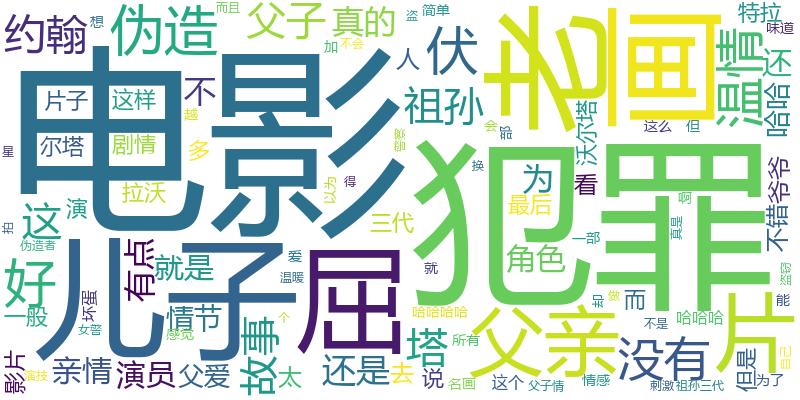 约翰
伪造
而且
想
盗
简单
父子
真的
加
不会
老
画
特拉
味道
温情
还
哈哈
电影
片子
这样
不
人
伏
祖孙
沃尔塔
这么
但
尔塔
剧情
越
多
会
星
拉沃
以为
得
犯罪
换
为
看
爷爷
不错
这
演
三代
最后
啊
真是
拍
伪造者
有点
爱
就
角色
一部
儿子
屈
好
就是
温暖
却
做
而
盗窃
能
一般
坏蛋
女普
情节
感觉
个
哈哈哈哈
父亲
所有
哈哈哈
不是
片
影片
演技
亲情
演员
父爱
故事
太
还是
去
塔
说
名画
这个
父子情
情感
没有
刺激
祖孙三代
但是
为了
自己